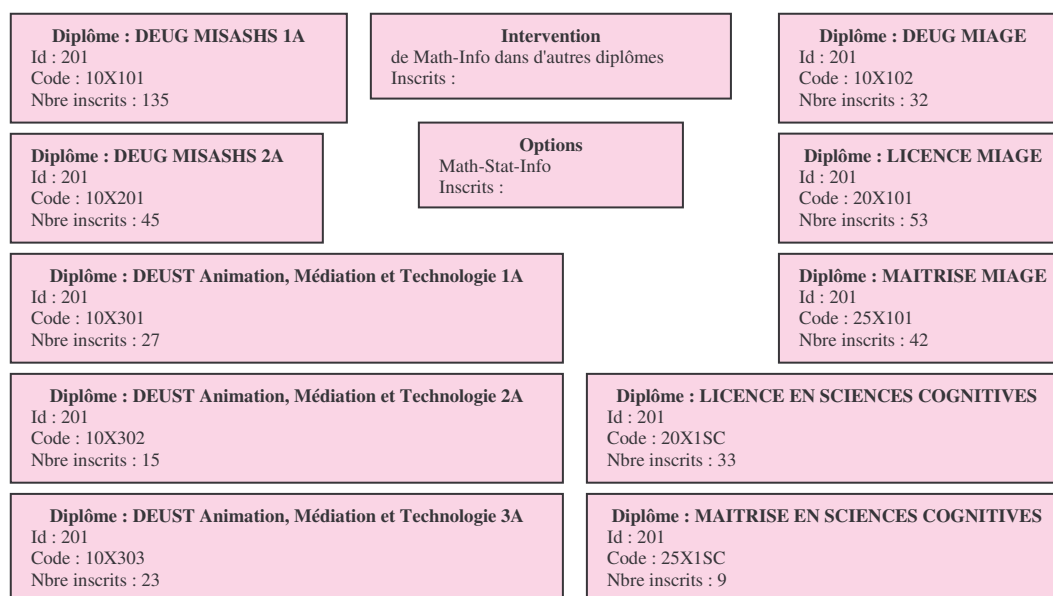 Diplôme : DEUG MISASHS 1A
Id : 201
Code : 10X101
Nbre inscrits : 135
Intervention
de Math-Info dans d'autres diplômes
Inscrits :
Diplôme : DEUG MIAGE
Id : 201
Code : 10X102
Nbre inscrits : 32
Diplôme : DEUG MISASHS 2A
Id : 201
Code : 10X201
Nbre inscrits : 45
Options
Math-Stat-Info
Inscrits :
Diplôme : LICENCE MIAGE
Id : 201
Code : 20X101
Nbre inscrits : 53
Diplôme : DEUST Animation, Médiation et Technologie 1A
Id : 201
Code : 10X301
Nbre inscrits : 27
Diplôme : MAITRISE MIAGE
Id : 201
Code : 25X101
Nbre inscrits : 42
Diplôme : DEUST Animation, Médiation et Technologie 2A
Id : 201
Code : 10X302
Nbre inscrits : 15
Diplôme : LICENCE EN SCIENCES COGNITIVES
Id : 201
Code : 20X1SC
Nbre inscrits : 33
Diplôme : DEUST Animation, Médiation et Technologie 3A
Id : 201
Code : 10X303
Nbre inscrits : 23
Diplôme : MAITRISE EN SCIENCES COGNITIVES
Id : 201
Code : 25X1SC
Nbre inscrits : 9